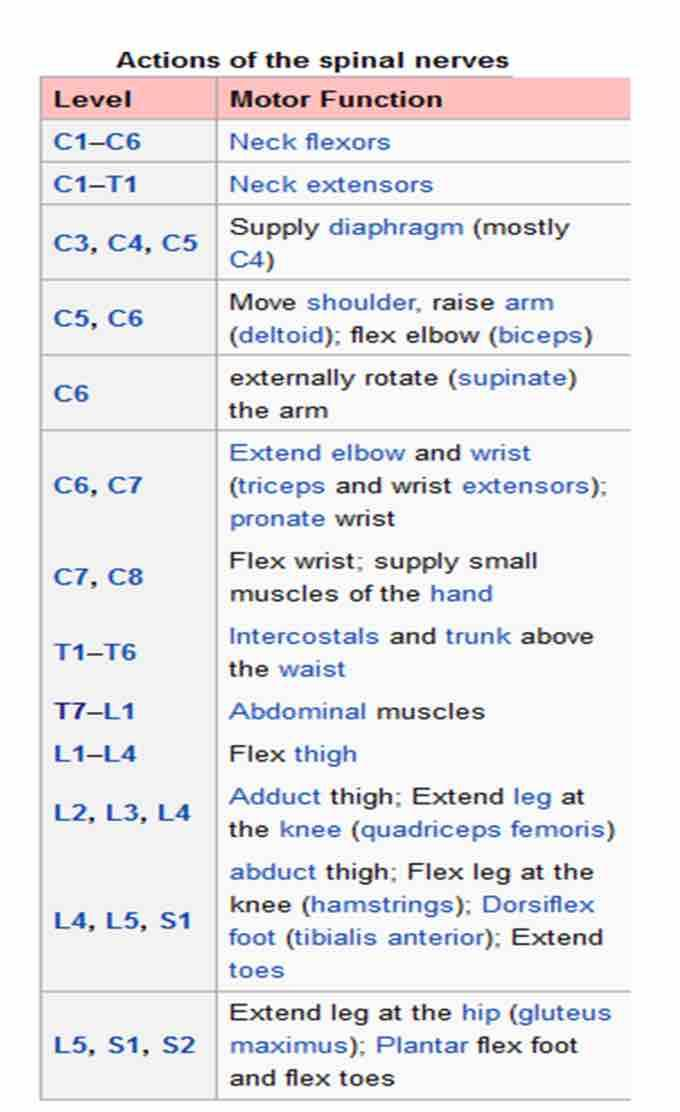 Actions of the spinal nerves
Level Motor Function
C1–C6 Neck flexors
C1–T1 Neck extensors
C3, C4, C5 Supply diaphragm (mostly
C4)
C5, C6 Move shoulder, raise arm
(deltoid); flex elbow (biceps)
C6 externally rotate (supinate)
the arm
C6, C7 Extend elbow and wrist
(triceps and wrist extensors);
pronate wrist
C7, C8 Flex wrist; supply small
muscles of the hand
T1–T6 Intercostals and trunk above
the waist
T7–L1 Abdominal muscles
L1–L4 Flex thigh
L2, L3, L4 Adduct thigh; Extend leg at
the knee (quadriceps femoris)
L4, L5, S1 abduct thigh; Flex leg at the
knee (hamstrings); Dorsiflex
foot (tibialis anterior); Extend
toes
L5, S1, S2 Extend leg at the hip (gluteus
maximus); Plantar flex foot
and flex toes